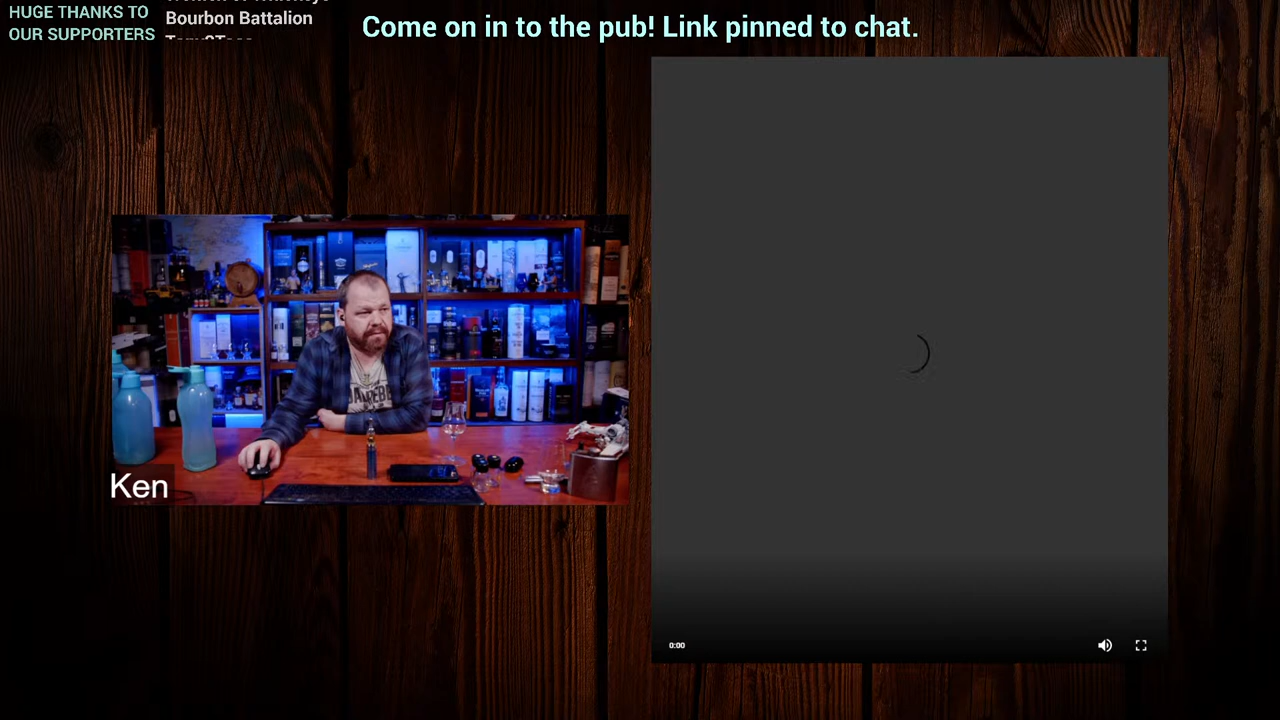 HUGE THANKS TO
OUR SUPPORTERS
Bourbon Battalion
Come on in to the pub! Link pinned to chat.
Ken
0:00